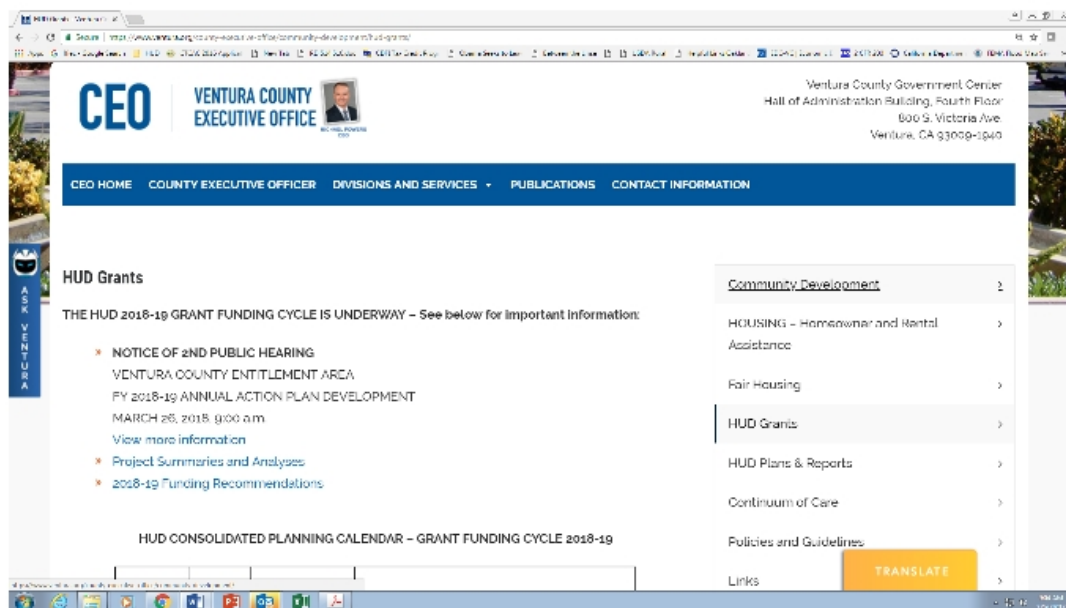 Secure
CEO
VENTURA COUNTY
EXECUTIVE OFFICE
MICHAEL POWERS
CEO
Ventura County Government Center
Hall of Administration Building, Fourth Floor
800 S. Victoria Ave.
Ventura, CA 93009-1940
CEO HOME COUNTY EXECUTIVE OFFICER DIVISIONS AND SERVICES PUBLICATIONS CONTACT INFORMATION
ASK VENTURA
HUD Grants
THE HUD 2018-19 GRANT FUNDING CYCLE IS UNDERWAY – See below for important information:
NOTICE OF 2ND PUBLIC HEARING
VENTURA COUNTY ENTITLEMENT AREA
FY 2018-19 ANNUAL ACTION PLAN DEVELOPMENT
MARCH 26, 2018, 9:00 a.m.
View more information
Project Summaries and Analyses
2018-19 Funding Recommendations
HUD CONSOLIDATED PLANNING CALENDAR – GRANT FUNDING CYCLE 2018-19
Community Development
HOUSING – Homeowner and Rental
Assistance
Fair Housing
HUD Grants
HUD Plans & Reports
Continuum of Care
Policies and Guidelines
Links
TRANSLATE